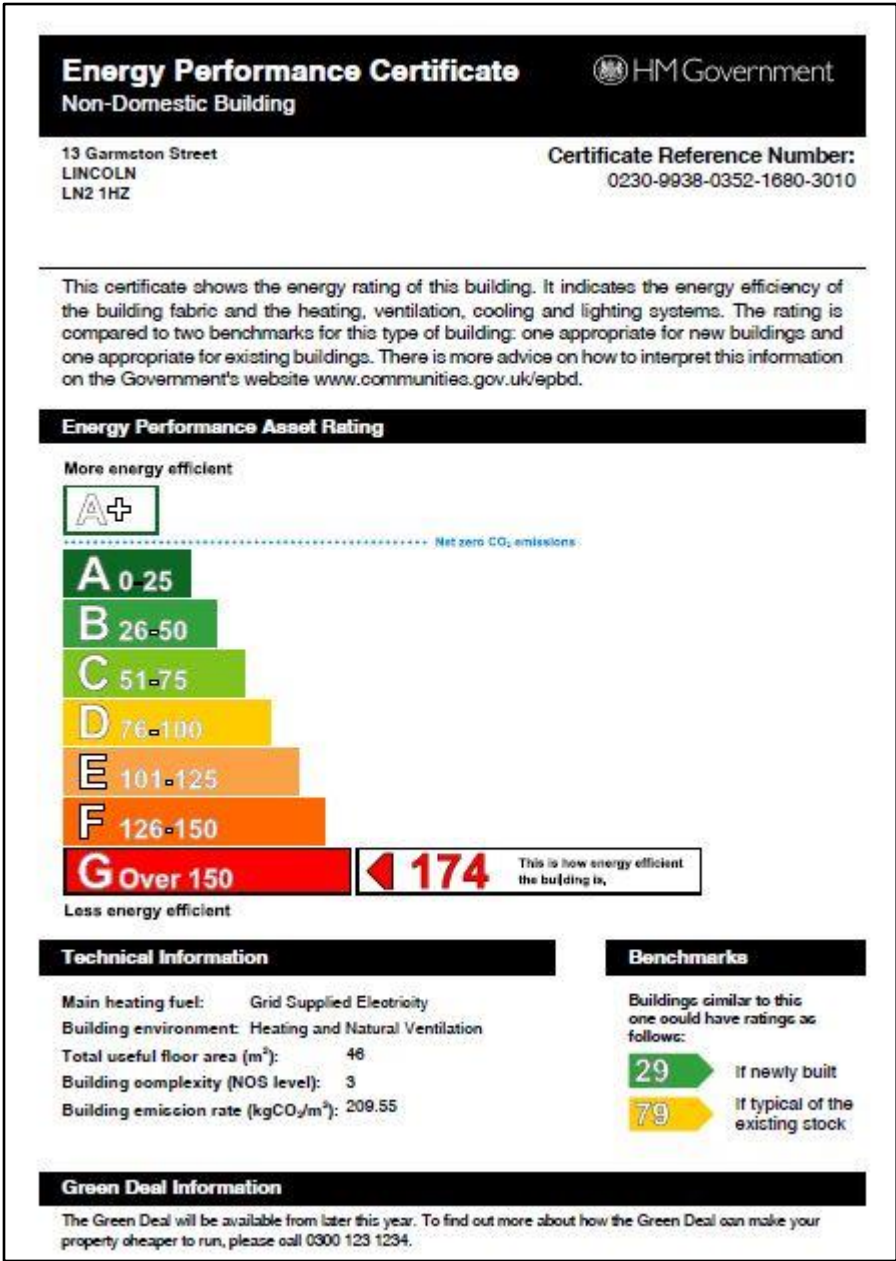 Energy Performance Certificate
HM Government
Non-Domestic Building
13 Garmston Street
LINCOLN
LN2 1HZ
Certificate Reference Number:
0230-9938-0352-1680-3010
This certificate shows the energy rating of this building. It indicates the energy efficiency of
the building fabric and the heating, ventilation, cooling and lighting systems. The rating is
compared to two benchmarks for this type of building: one appropriate for new buildings and
one appropriate for existing buildings. There is more advice on how to interpret this information
on the Government's website www.communities.gov.uk/epbd.
Energy Performance Asset Rating
More energy efficient
A+
Net zero CO₂ emissions
A 0-25
B 26-50
C 51-75
D 76-100
E 101-125
F 126-150
G Over 150
174
This is how energy efficient
the building is.
Less energy efficient
Technical Information
Main heating fuel: Grid Supplied Electricity
Building environment: Heating and Natural Ventilation
Total useful floor area (m²): 46
Building complexity (NOS level): 3
Building emission rate (kgCO₂/m²): 209.55
Benchmarks
Buildings similar to this
one could have ratings as
follows:
29 If newly built
79 If typical of the
existing stock
Green Deal Information
The Green Deal will be available from later this year. To find out more about how the Green Deal can make your
property cheaper to run, please call 0300 123 1234.